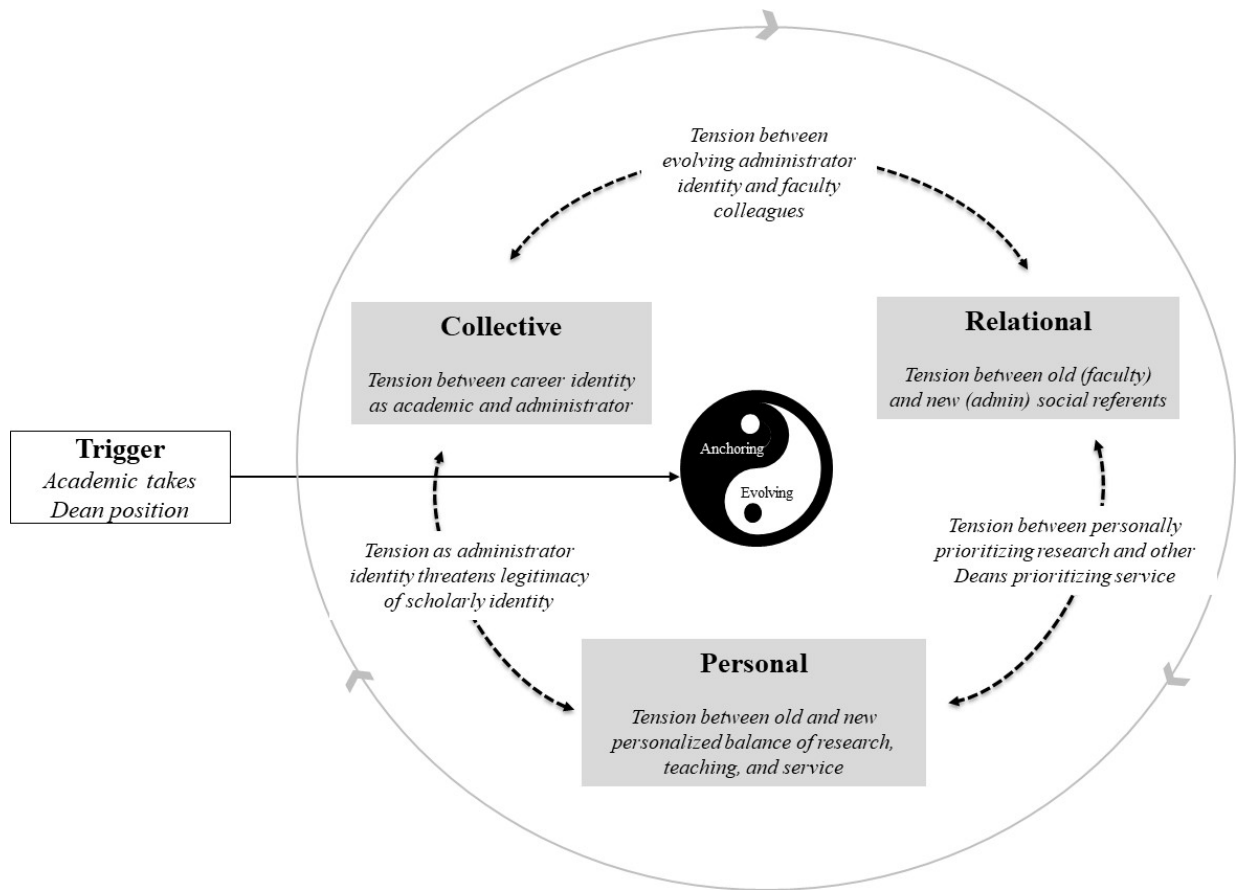 Tension between
evolving administrator
identity and faculty
colleagues
Collective
Tension between career identity
as academic and administrator
Relational
Tension between old (faculty)
and new (admin) social referents
Trigger
Academic takes
Dean position
Anchoring
Evolving
Tension as administrator
identity threatens legitimacy
of scholarly identity
Tension between personally
prioritizing research and other
Deans prioritizing service
Personal
Tension between old and new
personalized balance of research,
teaching, and service